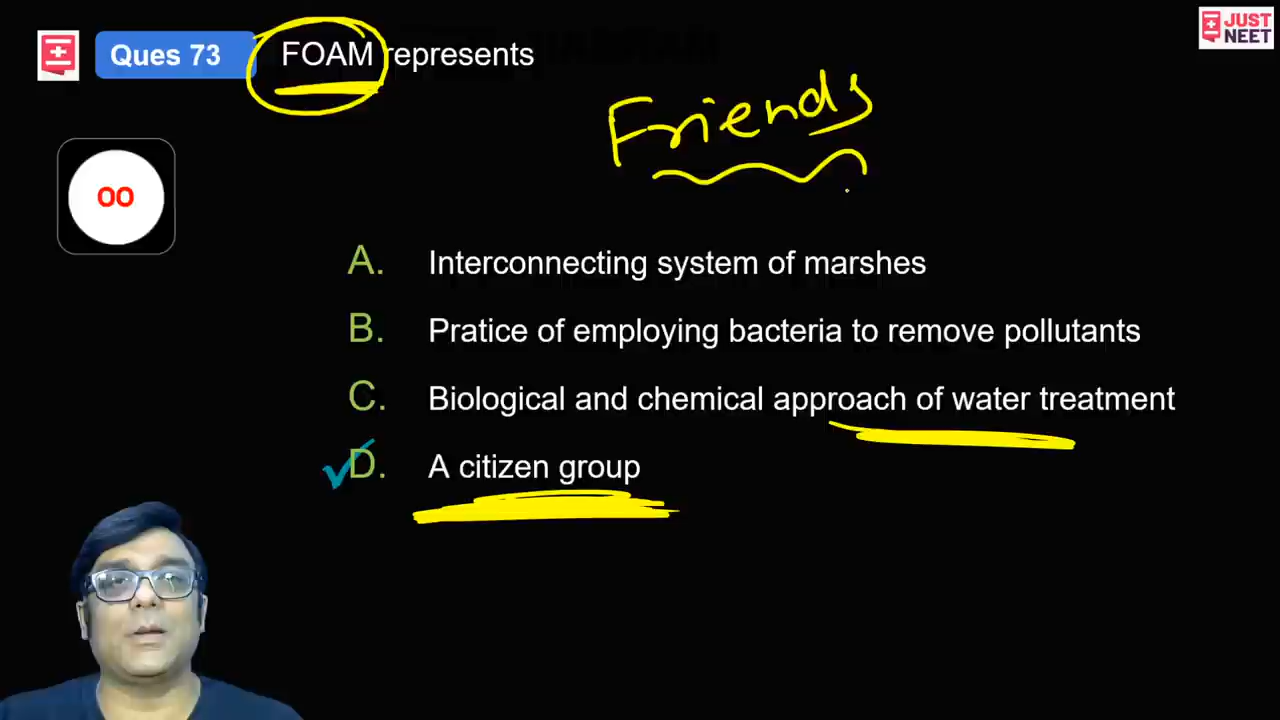 JUST
NEET
Ques 73 FOAM represents
Friends
00
A. Interconnecting system of marshes
B. Pratice of employing bacteria to remove pollutants
C. Biological and chemical approach of water treatment
D. A citizen group